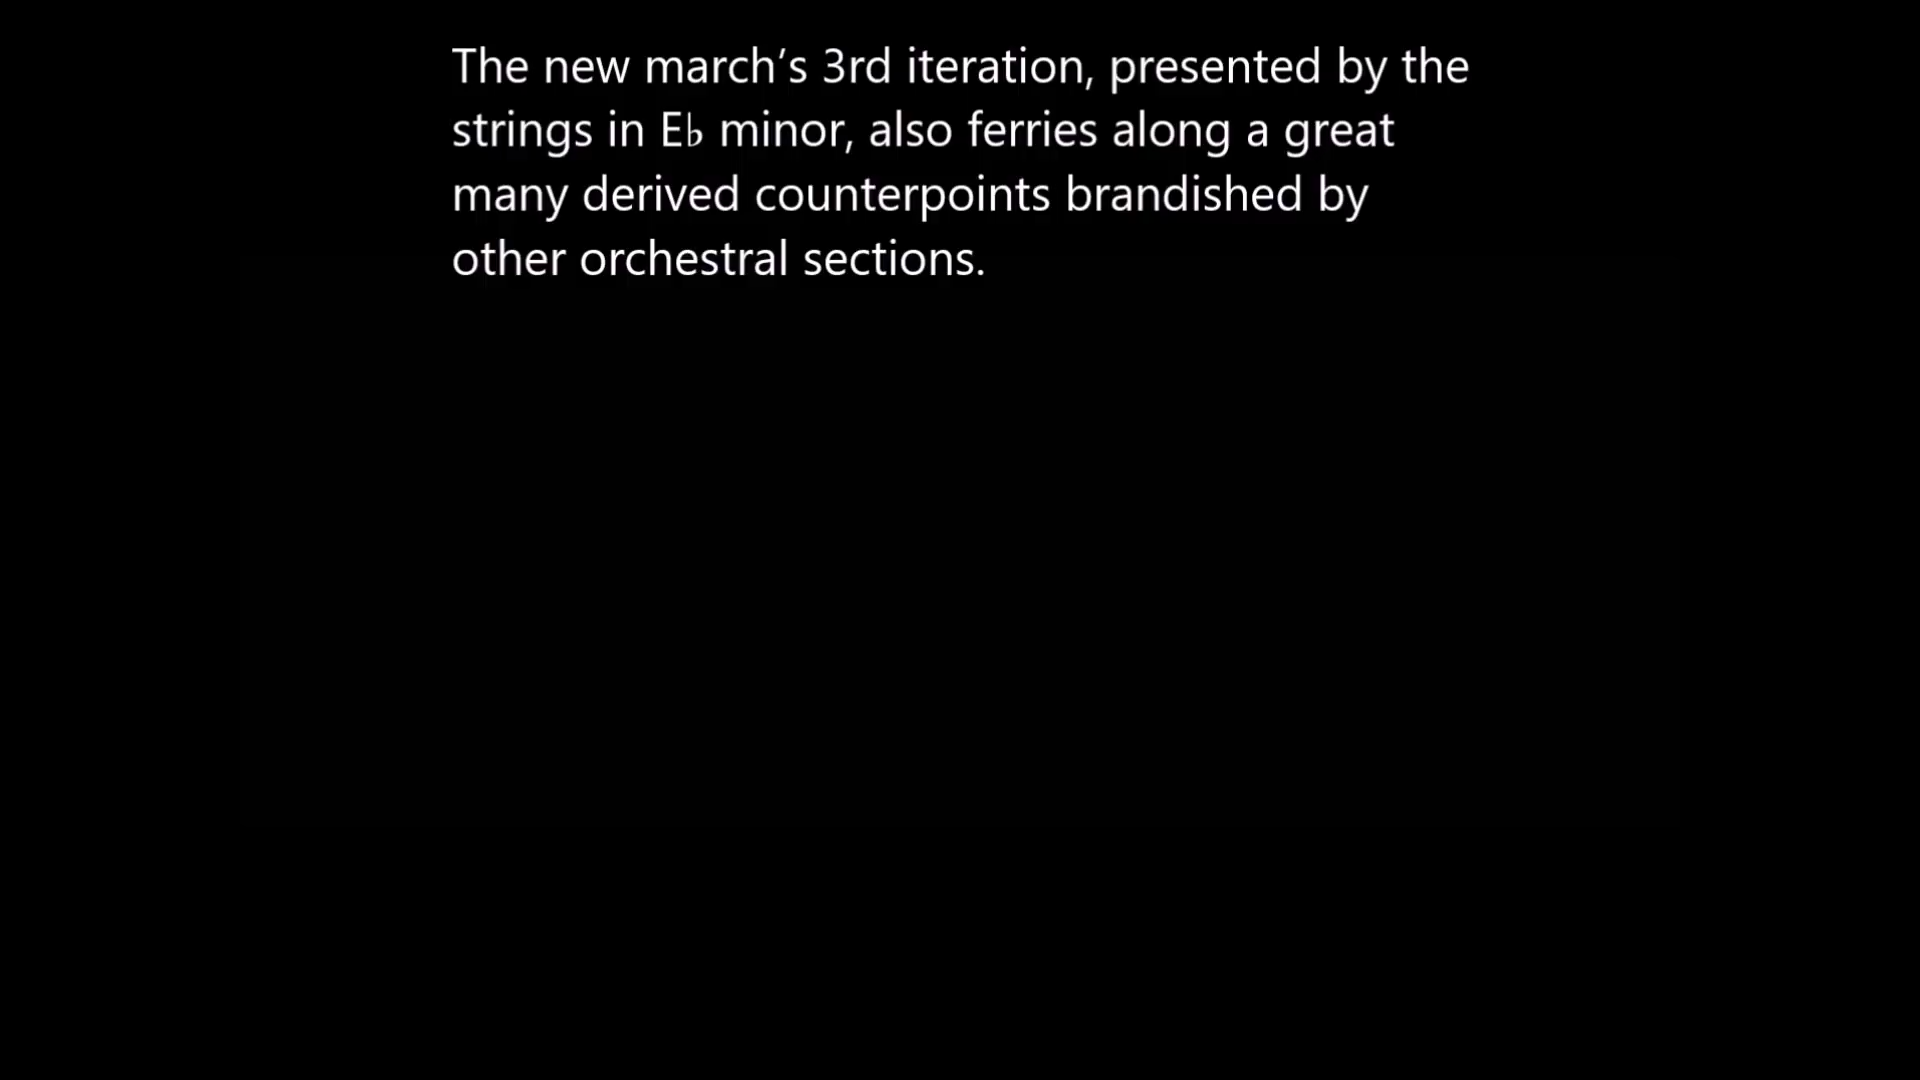 The new march’s 3rd iteration, presented by the
strings in E♭ minor, also ferries along a great
many derived counterpoints brandished by
other orchestral sections.